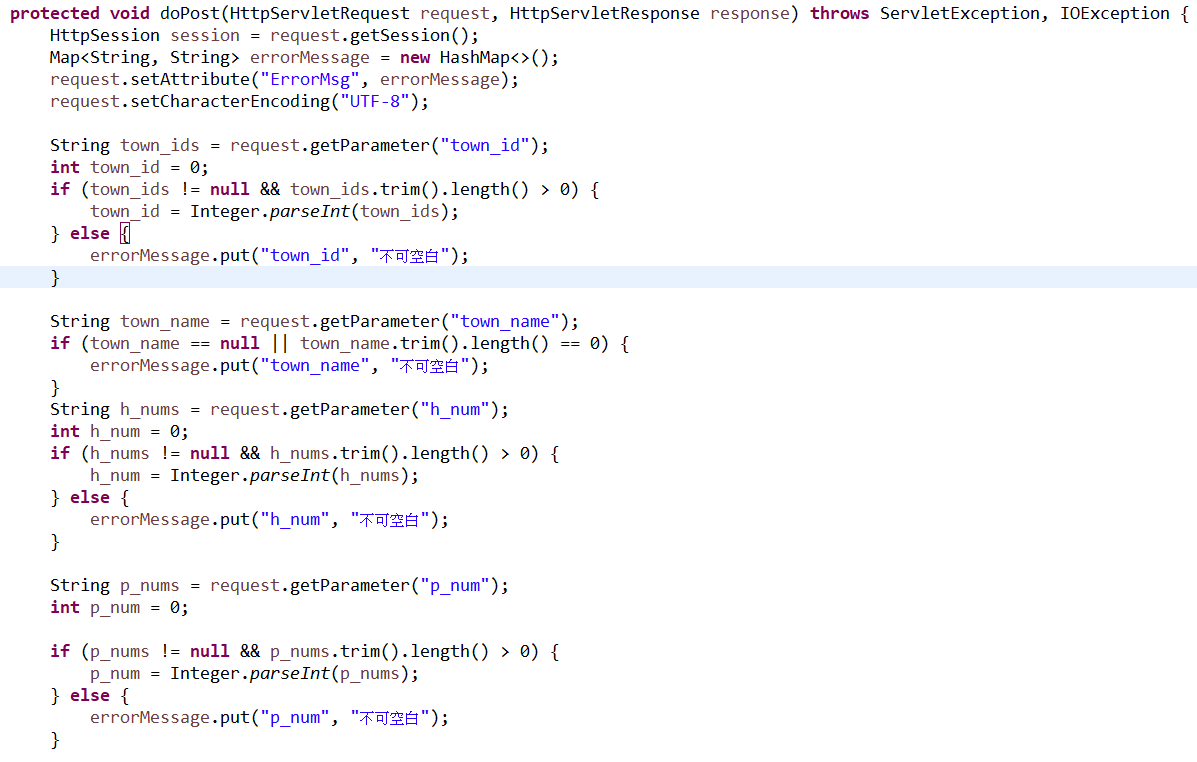 protected void doPost(HttpServletRequest request, HttpServletResponse response) throws ServletException, IOException {
    HttpSession session = request.getSession();
    Map<String, String> errorMessage = new HashMap<>();
    request.setAttribute("ErrorMsg", errorMessage);
    request.setCharacterEncoding("UTF-8");

    String town_ids = request.getParameter("town_id");
    int town_id = 0;
    if (town_ids != null && town_ids.trim().length() > 0) {
        town_id = Integer.parseInt(town_ids);
    } else {
        errorMessage.put("town_id", "不可空白");
    }

    String town_name = request.getParameter("town_name");
    if (town_name == null || town_name.trim().length() == 0) {
        errorMessage.put("town_name", "不可空白");
    }
    String h_nums = request.getParameter("h_num");
    int h_num = 0;
    if (h_nums != null && h_nums.trim().length() > 0) {
        h_num = Integer.parseInt(h_nums);
    } else {
        errorMessage.put("h_num", "不可空白");
    }

    String p_nums = request.getParameter("p_num");
    int p_num = 0;

    if (p_nums != null && p_nums.trim().length() > 0) {
        p_num = Integer.parseInt(p_nums);
    } else {
        errorMessage.put("p_num", "不可空白");
    }